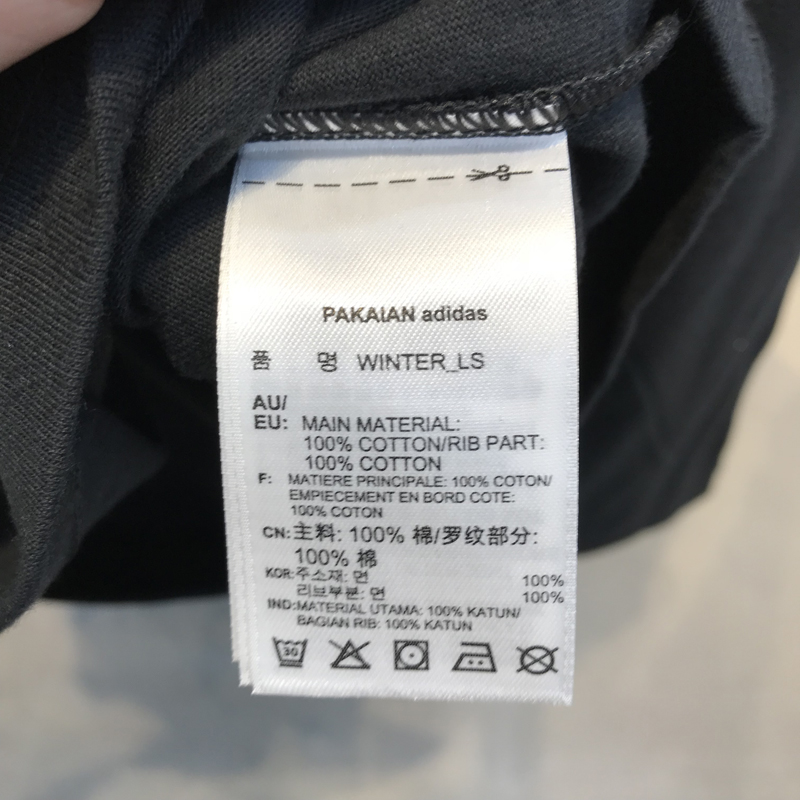 PAKAIAN adidas
품 명 WINTER_LS
AU/
EU: MAIN MATERIAL:
100% COTTON/RIB PART:
100% COTTON
F: MATIERE PRINCIPALE: 100% COTON/
EMPIECEMENT EN BORD COTE:
100% COTON
CN:主料: 100% 棉/罗纹部分:
100% 棉
KOR:주소재: 면 100%
리브부분: 면 100%
IND:MATERIAL UTAMA: 100% KATUN/
BAGIAN RIB: 100% KATUN
30